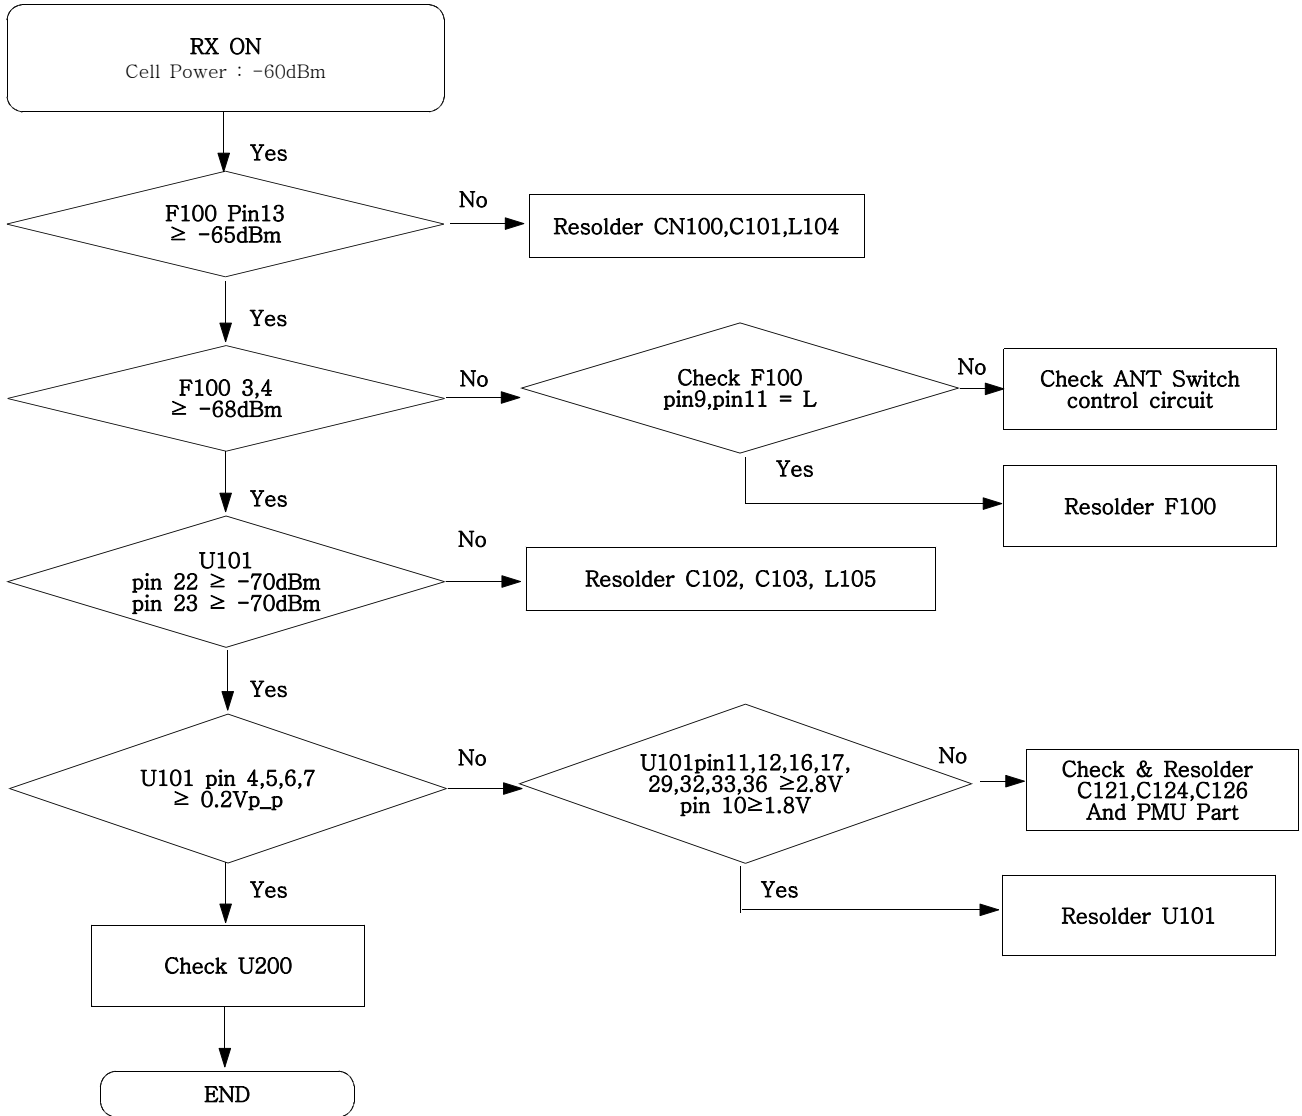 RX ON
Cell Power : -60dBm
Yes
F100 Pin13
≥ -65dBm
No
Resolder CN100,C101,L104
Yes
F100 3,4
≥ -68dBm
No
Check F100
pin9,pin11 = L
No
Check ANT Switch
control circuit
Yes
Resolder F100
Yes
U101
pin 22 ≥ -70dBm
pin 23 ≥ -70dBm
No
Resolder C102, C103, L105
Yes
U101 pin 4,5,6,7
≥ 0.2Vp_p
No
U101pin11,12,16,17,
29,32,33,36 ≥2.8V
pin 10≥1.8V
No
Check & Resolder
C121,C124,C126
And PMU Part
Yes
Resolder U101
Yes
Check U200
END